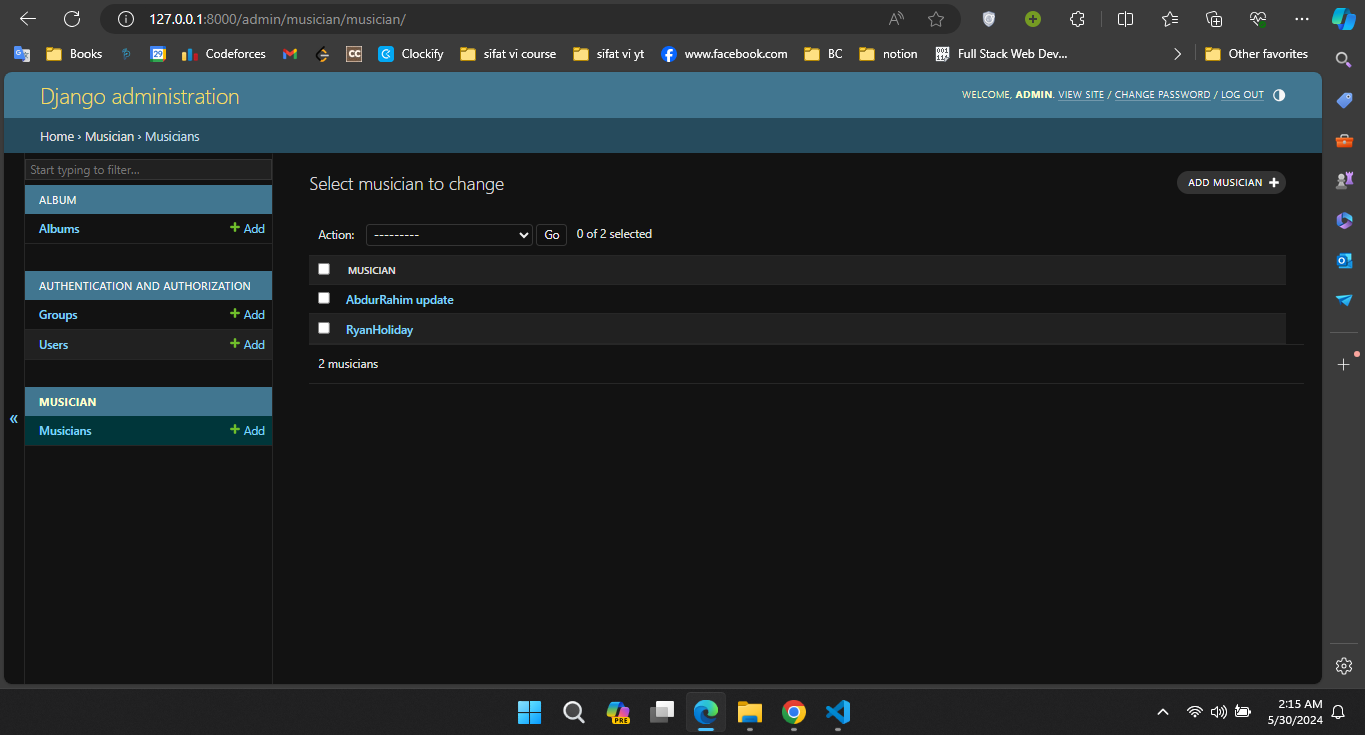 127.0.0.1:8000/admin/musician/musician/
Books Codeforces CC Clockify sifat vi course sifat vi yt www.facebook.com BC notion Full Stack Web Dev... Other favorites
Django administration
WELCOME, ADMIN. VIEW SITE / CHANGE PASSWORD / LOG OUT
Home › Musician › Musicians
Start typing to filter...
ALBUM
Albums + Add
AUTHENTICATION AND AUTHORIZATION
Groups + Add
Users + Add
MUSICIAN
Musicians + Add
«
Select musician to change
ADD MUSICIAN +
Action: --------- Go 0 of 2 selected
MUSICIAN
AbdurRahim update
RyanHoliday
2 musicians
PRE
2:15 AM
5/30/2024